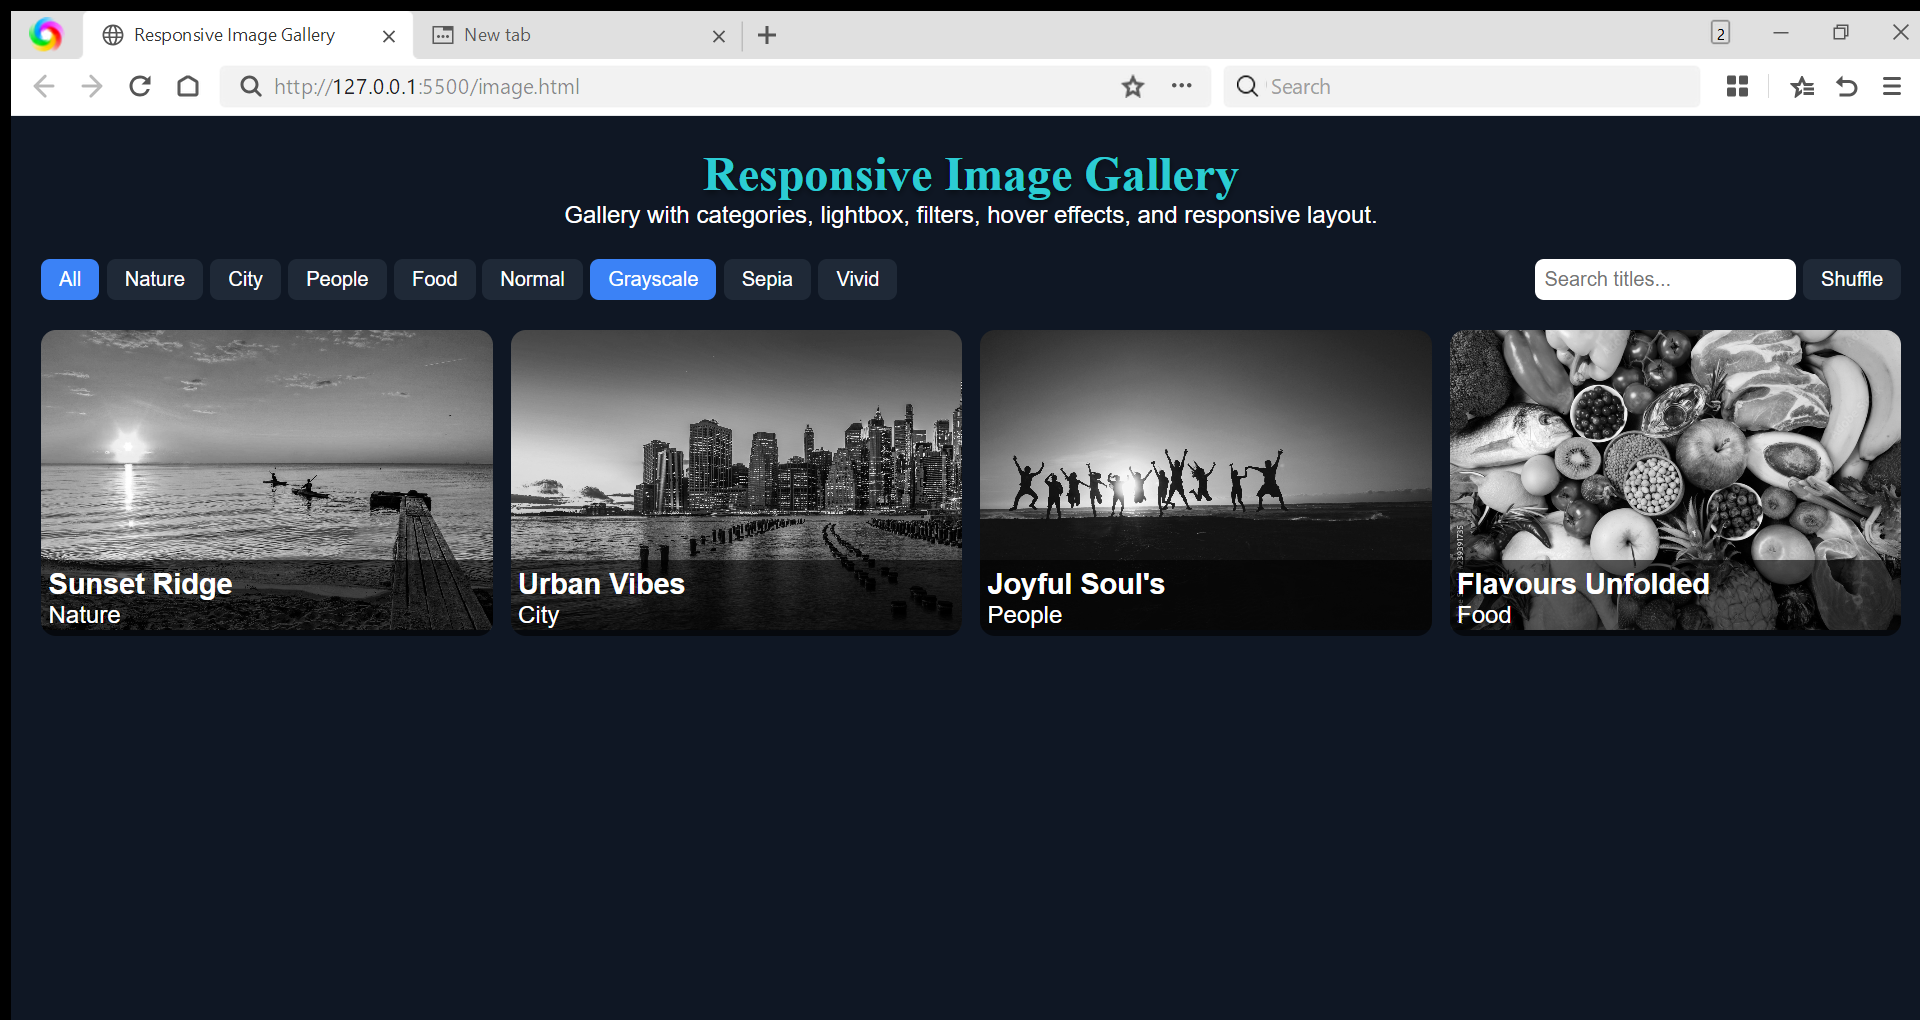 Responsive Image Gallery
New tab
2
http://127.0.0.1:5500/image.html
Search
Responsive Image Gallery
Gallery with categories, lightbox, filters, hover effects, and responsive layout.
All Nature City People Food Normal Grayscale Sepia Vivid Search titles... Shuffle
Sunset Ridge
Nature
Urban Vibes
City
Joyful Soul's
People
Flavours Unfolded
Food